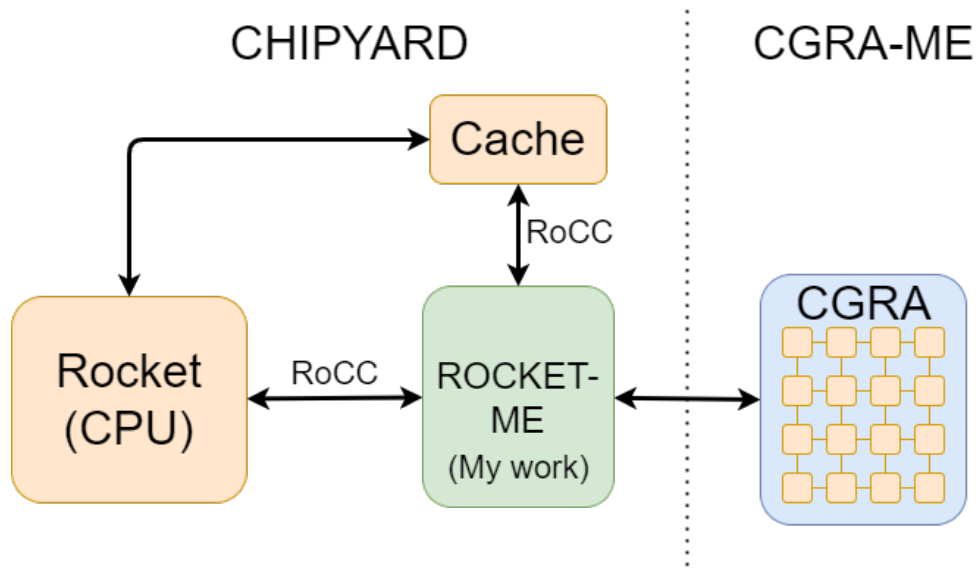 CHIPYARD
CGRA-ME
Cache
RoCC
Rocket
(CPU)
RoCC
ROCKET-
ME
(My work)
CGRA